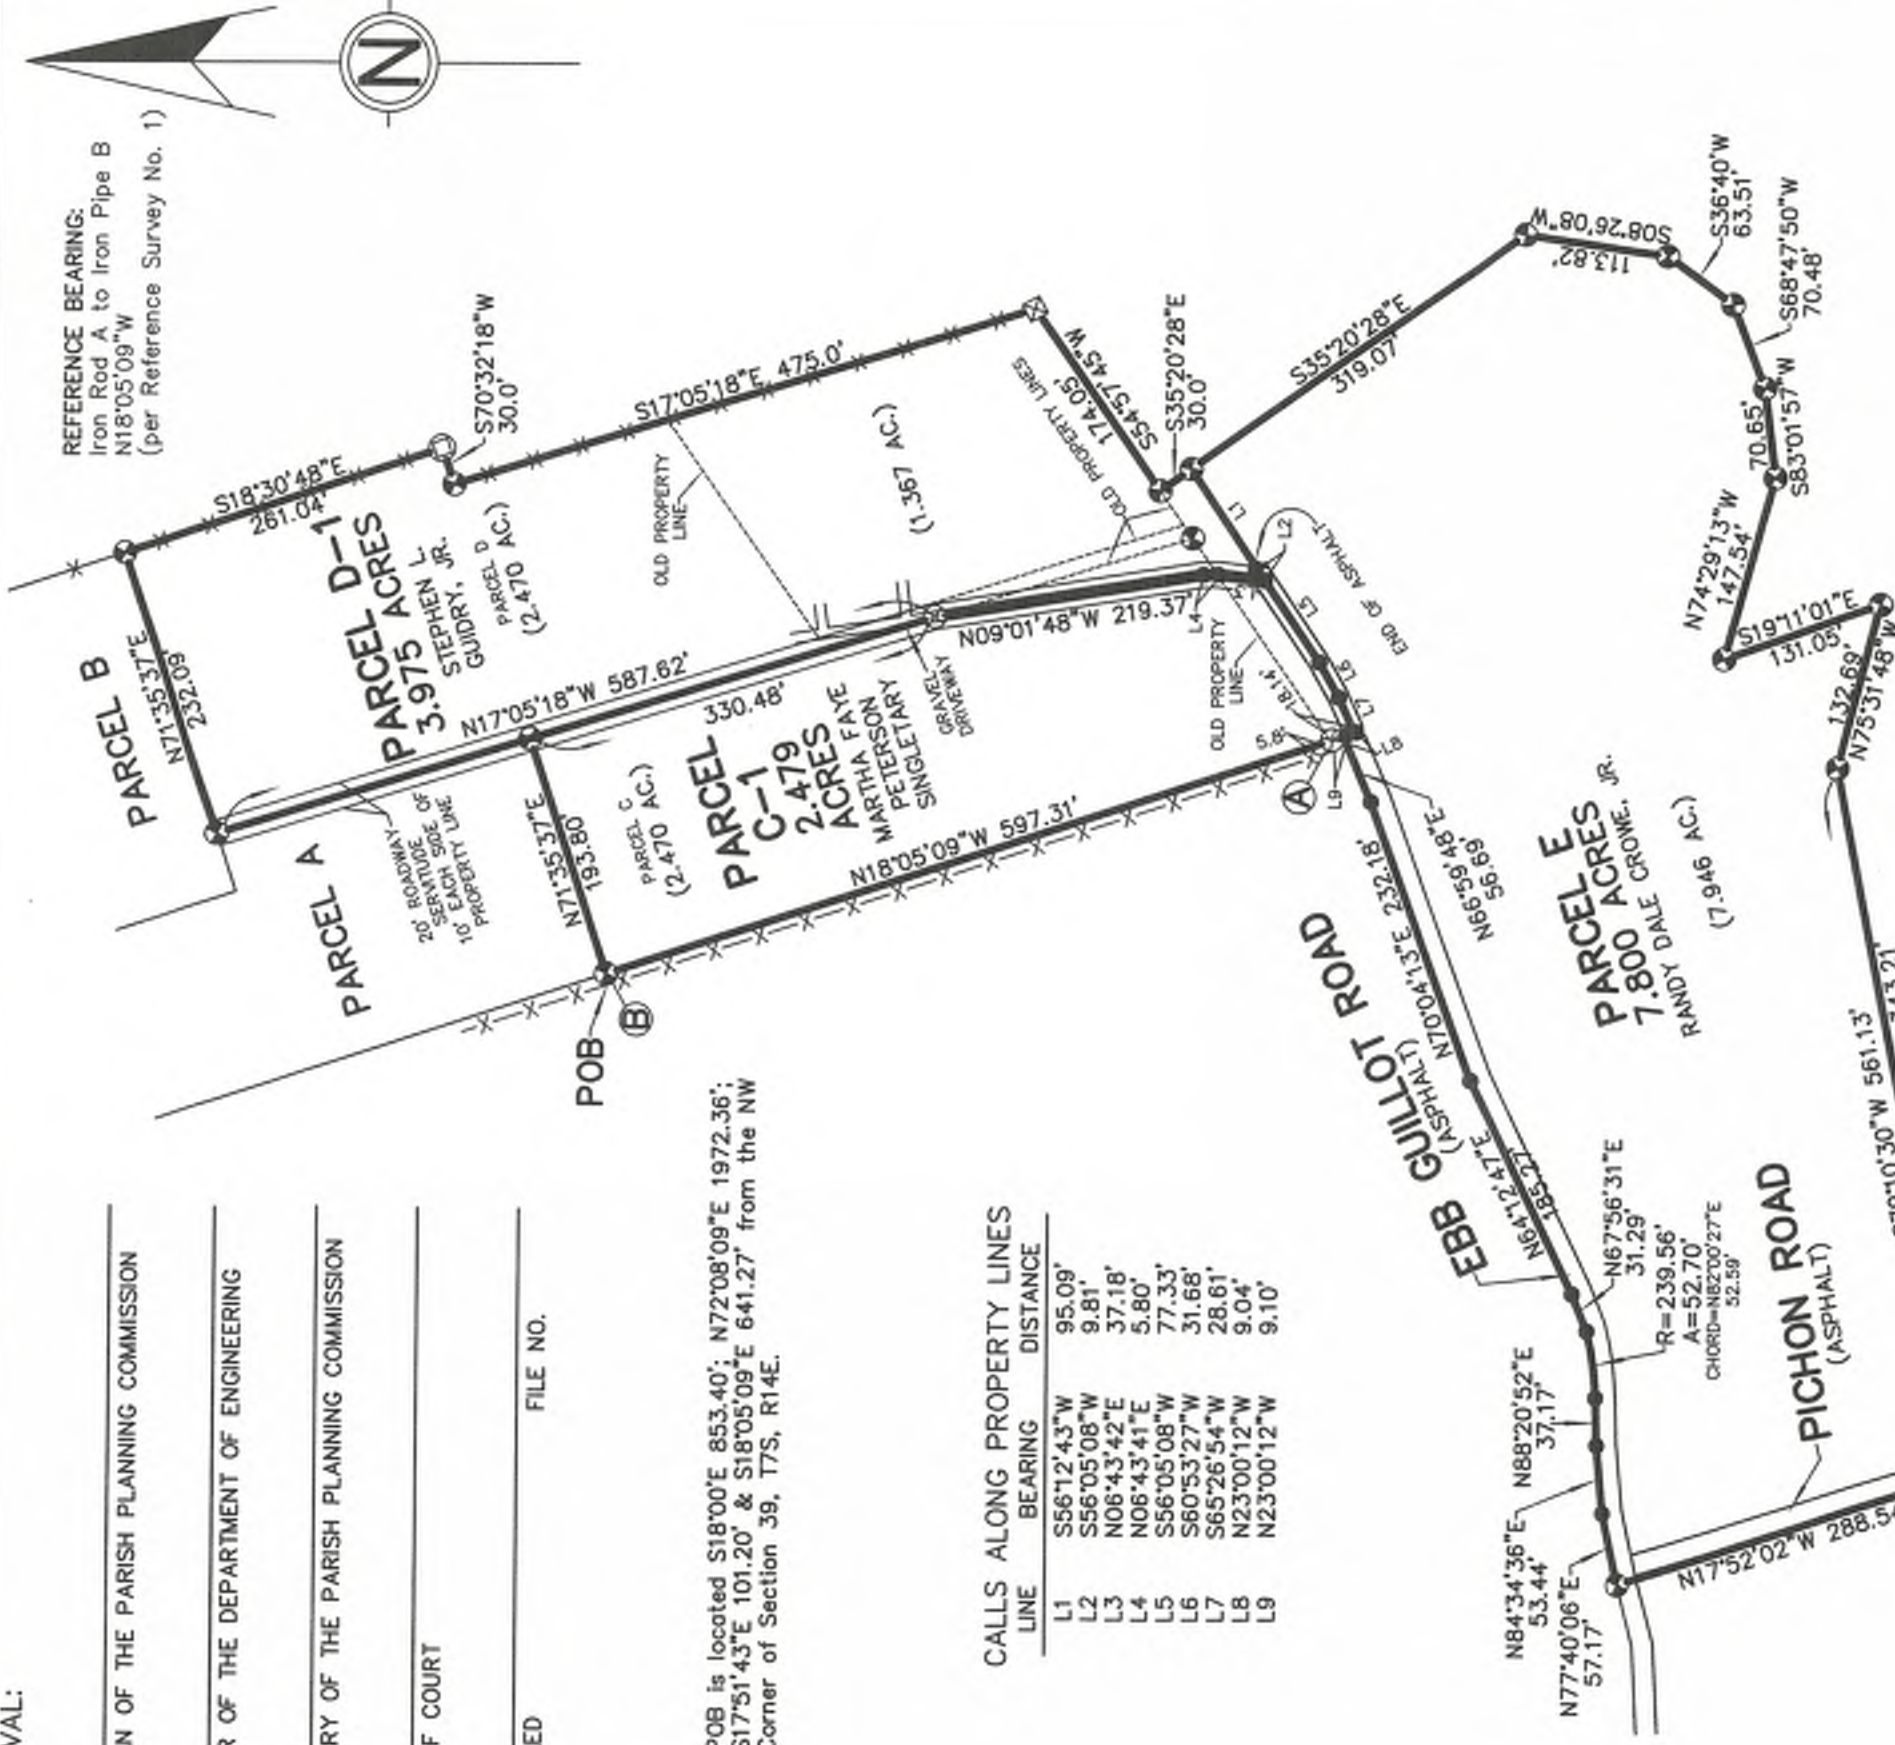 N
REFERENCE BEARING:
Iron Rod A to Iron Pipe B
N18°05'09"W
(per Reference Survey No. 1)
PARCEL B
N71°35'37"E
232.09'
S18°30'48"E
261.04'
S70°32'18"W
30.0'
PARCEL D-1
3.975 ACRES
STEPHEN L.
GUIDRY, JR.
PARCEL D
(2.470 AC.)
S17°05'18"E 475.0'
OLD PROPERTY
LINE
(1.367 AC.)
OLD PROPERTY LINES
174.05'
S54°57'45"W
S35°20'28"E
30.0'
S35°20'28"E
319.07'
S08°26'08"W
113.82'
S36°40'W
63.51'
S68°47'50"W
70.48'
70.65'
S83°01'57"W
N74°29'13"W
147.54'
S19°11'01"E
131.05'
132.69'
N75°31'48"W
PARCEL A
20' ROADWAY
SERVITUDE
10' EACH SIDE OF
PROPERTY LINE
N17°05'18"W 587.62'
330.48'
N71°35'37"E
193.80'
PARCEL C
(2.470 AC.)
PARCEL
C-1
2.479
ACRES
MARTHA FAYE
PETERSON
SINGLETARY
GRAVEL
DRIVEWAY
N09°01'48"W 219.37'
N18°05'09"W 597.31'
OLD PROPERTY
LINE
18.14'
5.8'
L1
L2
L4
L5
L6
L7
L8
L9
END OF ASPHALT
A
B
POB
N66°59'48"E
56.69'
N70°04'13"E 232.18'
EBB GUILLOT ROAD
(ASPHALT)
N64°12'47"E
185.27'
PARCEL E
7.800 ACRES
RANDY DALE CROWE, JR.
(7.946 AC.)
N67°56'31"E
31.29'
R=239.56'
A=52.70'
CHORD=N82°00'27"E
52.59'
N88°20'52"E
37.17'
N84°34'36"E
53.44'
N77°40'06"E
57.17'
PICHON ROAD
(ASPHALT)
N17°52'02"W 288.54
10'30"W 561.13'
VAL:
N OF THE PARISH PLANNING COMMISSION
R OF THE DEPARTMENT OF ENGINEERING
RY OF THE PARISH PLANNING COMMISSION
F COURT
ED FILE NO.
POB is located S18°00'E 853.40'; N72°08'09"E 1972.36';
S17°51'43"E 101.20' & S18°05'09"E 641.27' from the NW
Corner of Section 39, T7S, R14E.
CALLS ALONG PROPERTY LINES
LINE BEARING DISTANCE
L1 S56°12'43"W 95.09'
L2 S56°05'08"W 9.81'
L3 N06°43'42"E 37.18'
L4 N06°43'41"E 5.80'
L5 S56°05'08"W 77.33'
L6 S60°53'27"W 31.68'
L7 S65°26'54"W 28.61'
L8 N23°00'12"W 9.04'
L9 N23°00'12"W 9.10'